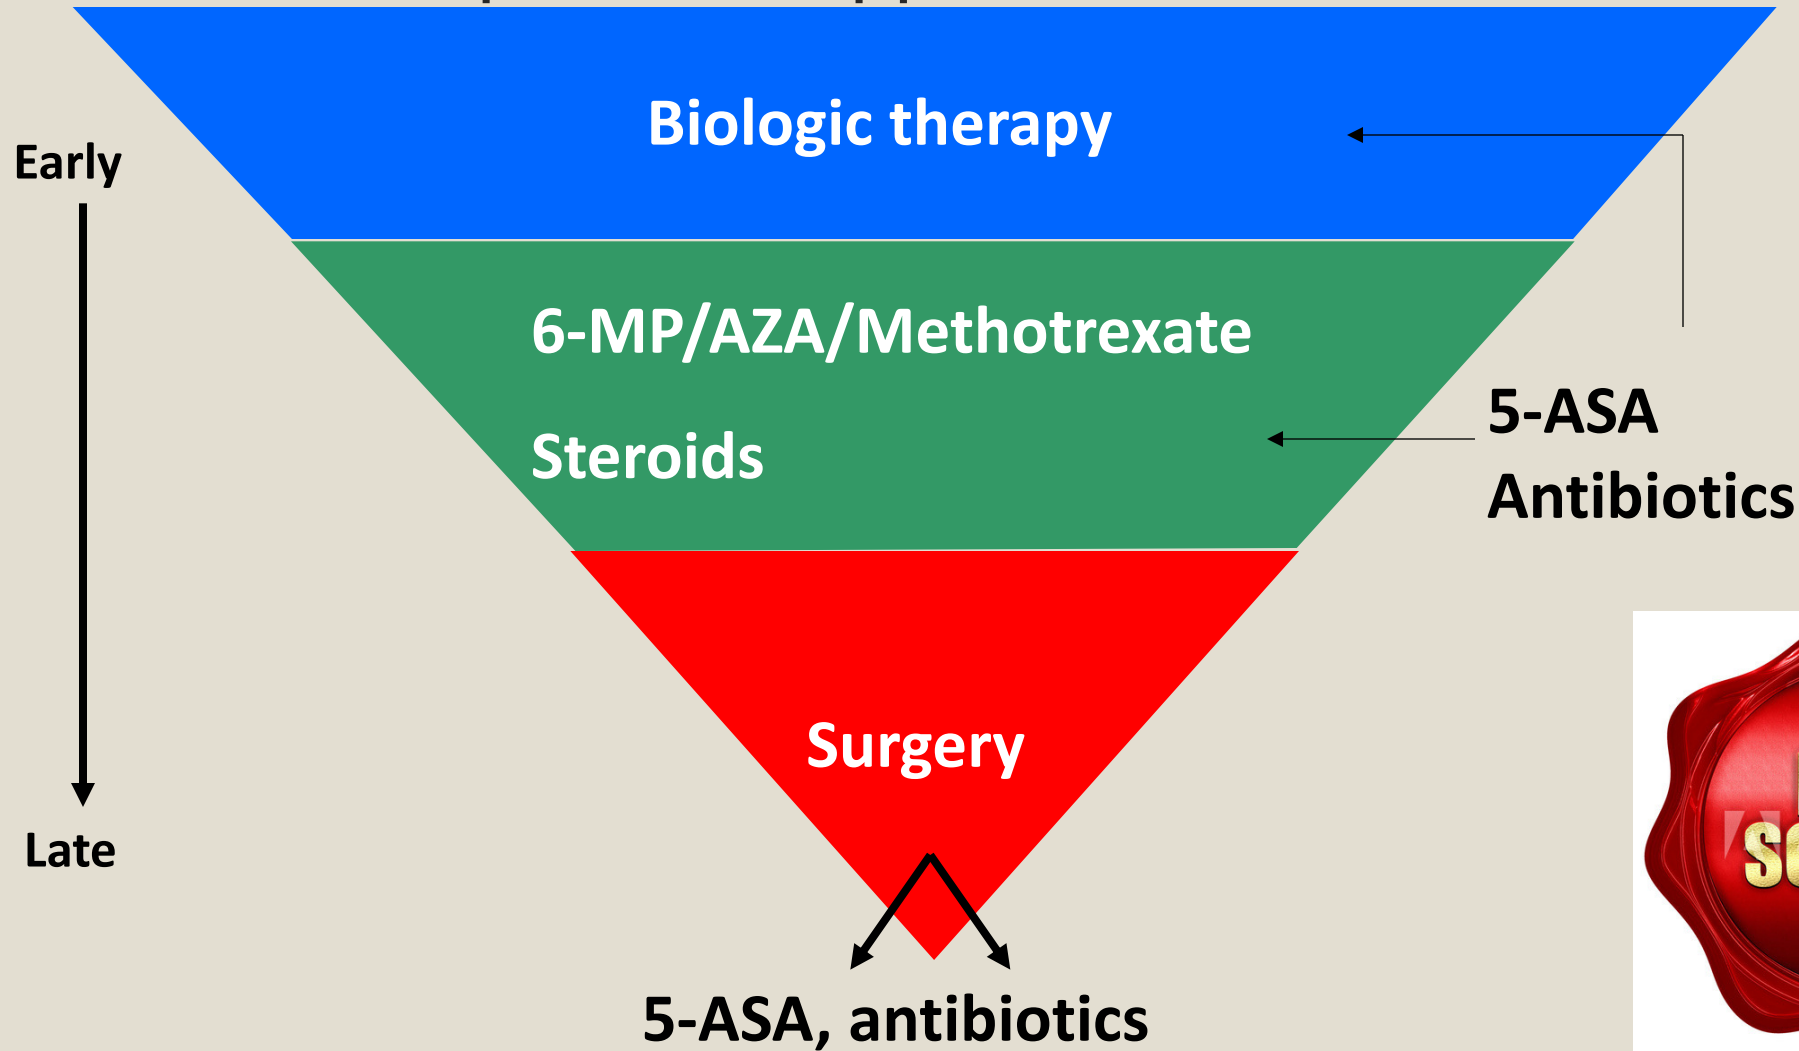 Biologic therapy
Early
6-MP/AZA/Methotrexate
Steroids
5-ASA
Antibiotics
Surgery
Late
5-ASA, antibiotics